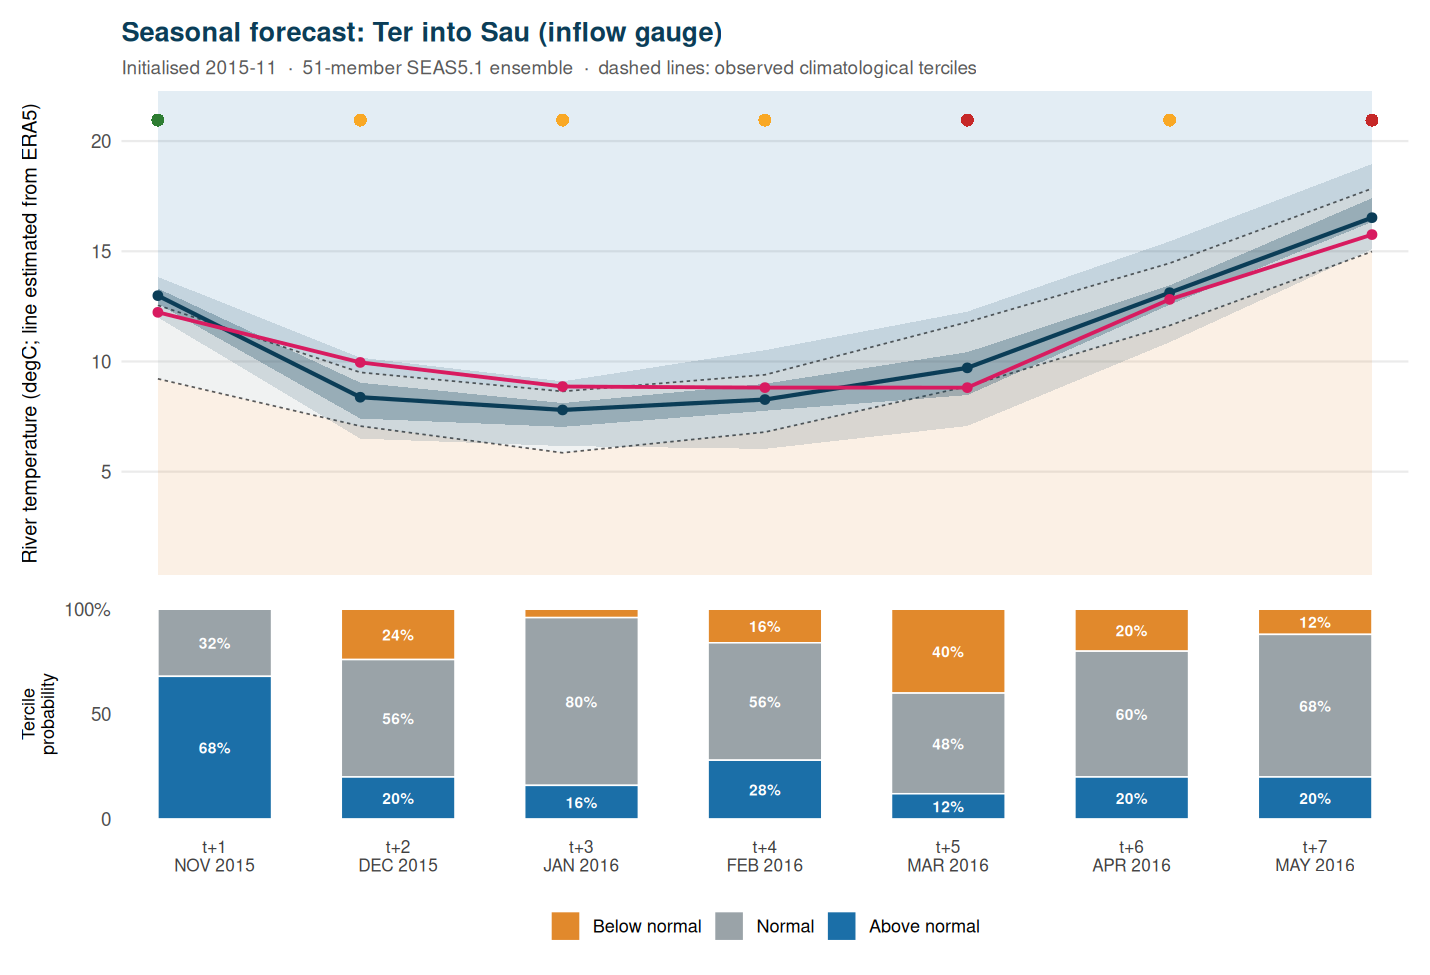 Seasonal forecast: Ter into Sau (inflow gauge)
Initialised 2015-11 · 51-member SEAS5.1 ensemble · dashed lines: observed climatological terciles
River temperature (degC; line estimated from ERA5)
20
15
10
5
Tercile
probability
100%
50
0
32%
68%
24%
56%
20%
80%
16%
16%
56%
28%
40%
48%
12%
20%
60%
20%
12%
68%
20%
t+1
NOV 2015
t+2
DEC 2015
t+3
JAN 2016
t+4
FEB 2016
t+5
MAR 2016
t+6
APR 2016
t+7
MAY 2016
Below normal
Normal
Above normal